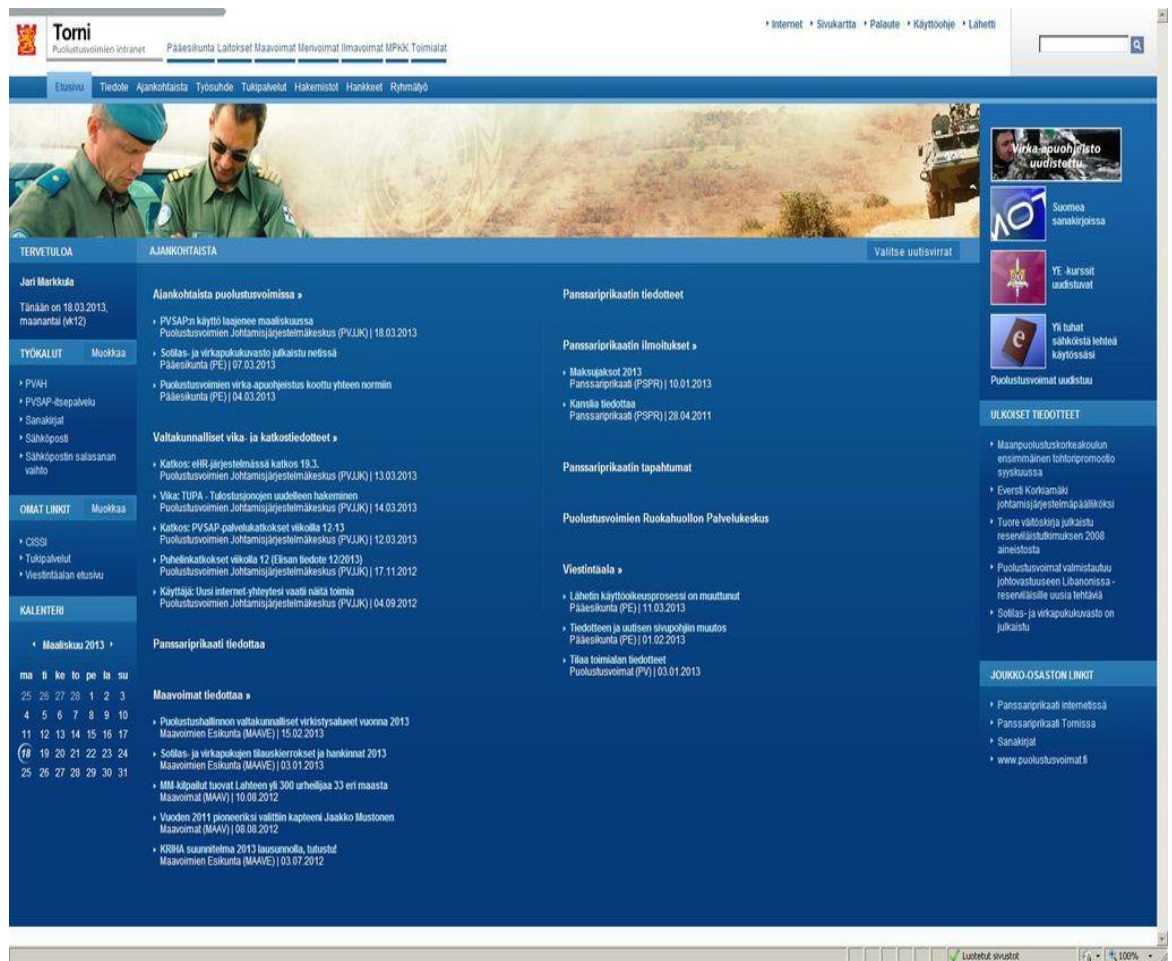 Torni
Puolustusvoimien intranet
Pääesikunta Laitokset Maavoimat Merivoimat Ilmavoimat MPKK Toimialat
Internet Sivukartta Palaute Käyttöohje Lähetti
Etusivu Tiedote Ajankohtaista Työsuhde Tukipalvelut Hakemistot Hankkeet Ryhmätyö
TERVETULOA
Jari Markkula
Tänään on 18.03.2013,
maanantai (vk12)
TYÖKALUT Muokkaa
PVAH
PVSAP-itsepalvelu
Sanakirjat
Sähköposti
Sähköpostin salasanan
vaihto
OMAT LINKIT Muokkaa
CISSI
Tukipalvelut
Viestintäalan etusivu
KALENTERI
Maaliskuu 2013
ma ti ke to pe la su
25 26 27 28 1 2 3
4 5 6 7 8 9 10
11 12 13 14 15 16 17
18 19 20 21 22 23 24
25 26 27 28 29 30 31
AJANKOHTAISTA
Valitse uutisvirrat
Ajankohtaista puolustusvoimissa »
PVSAP:n käyttö laajenee maaliskuussa
Puolustusvoimien Johtamisjärjestelmäkeskus (PVJJK) | 18.03.2013
Sotilas- ja virkapukukuvasto julkaistu netissä
Pääesikunta (PE) | 07.03.2013
Puolustusvoimien virka-apuohjeistus koottu yhteen normiin
Pääesikunta (PE) | 04.03.2013
Valtakunnalliset vika- ja katkostiedotteet »
Katkos: eHR-järjestelmässä katkos 19.3.
Puolustusvoimien Johtamisjärjestelmäkeskus (PVJJK) | 13.03.2013
Vika: TUPA - Tulostusjonojen uudelleen hakeminen
Puolustusvoimien Johtamisjärjestelmäkeskus (PVJJK) | 14.03.2013
Katkos: PVSAP-palvelukatkokset viikoilla 12-13
Puolustusvoimien Johtamisjärjestelmäkeskus (PVJJK) | 12.03.2013
Puhelinkatkokset viikolla 12 (Elisan tiedote 12/2013)
Puolustusvoimien Johtamisjärjestelmäkeskus (PVJJK) | 17.11.2012
Käyttäjä: Uusi internet-yhteytesi vaatii näitä toimia
Puolustusvoimien Johtamisjärjestelmäkeskus (PVJJK) | 04.09.2012
Panssariprikaati tiedottaa
Maavoimat tiedottaa »
Puolustushallinnon valtakunnalliset virkistysalueet vuonna 2013
Maavoimien Esikunta (MAAVE) | 15.02.2013
Sotilas- ja virkapukujen tilauskierrokset ja hankinnat 2013
Maavoimien Esikunta (MAAVE) | 03.01.2013
MM-kilpailut tuovat Lahteen yli 300 urheilijaa 33 eri maasta
Maavoimat (MAAV) | 10.08.2012
Vuoden 2011 pioneeriksi valittiin kapteeni Jaakko Mustonen
Maavoimat (MAAV) | 08.08.2012
KRIHA suunnitelma 2013 lausunnolla, tutustu!
Maavoimien Esikunta (MAAVE) | 03.07.2012
Panssariprikaatin tiedotteet
Panssariprikaatin ilmoitukset »
Maksujaksot 2013
Panssariprikaati (PSPR) | 10.01.2013
Kanslia tiedottaa
Panssariprikaati (PSPR) | 28.04.2011
Panssariprikaatin tapahtumat
Puolustusvoimien Ruokahuollon Palvelukeskus
Viestintäala »
Lähetin käyttöoikeusprosessi on muuttunut
Pääesikunta (PE) | 11.03.2013
Tiedotteen ja uutisen sivupohjiin muutos
Pääesikunta (PE) | 01.02.2013
Tilaa toimialan tiedotteet
Puolustusvoimat (PV) | 03.01.2013
Virka-apuohjeisto
uudistettu
Suomea
sanakirjoissa
YE -kurssit
uudistuvat
e
Yli tuhat
sähköistä lehteä
käytössäsi
Puolustusvoimat uudistuu
ULKOISET TIEDOTTEET
Maanpuolustuskorkeakoulun
ensimmäinen tohtoripromootio
syyskuussa
Eversti Korkiamäki
johtamisjärjestelmäpäälliköksi
Tuore väitöskirja julkaistu
reserviläistutkimuksen 2008
aineistosta
Puolustusvoimat valmistautuu
johtovastuuseen Libanonissa -
reserviläisille uusia tehtäviä
Sotilas- ja virkapukukuvasto on
julkaistu
JOUKKO-OSASTON LINKIT
Panssariprikaati internetissä
Panssariprikaati Tornissa
Sanakirjat
www.puolustusvoimat.fi
Luotetut sivustot
100%